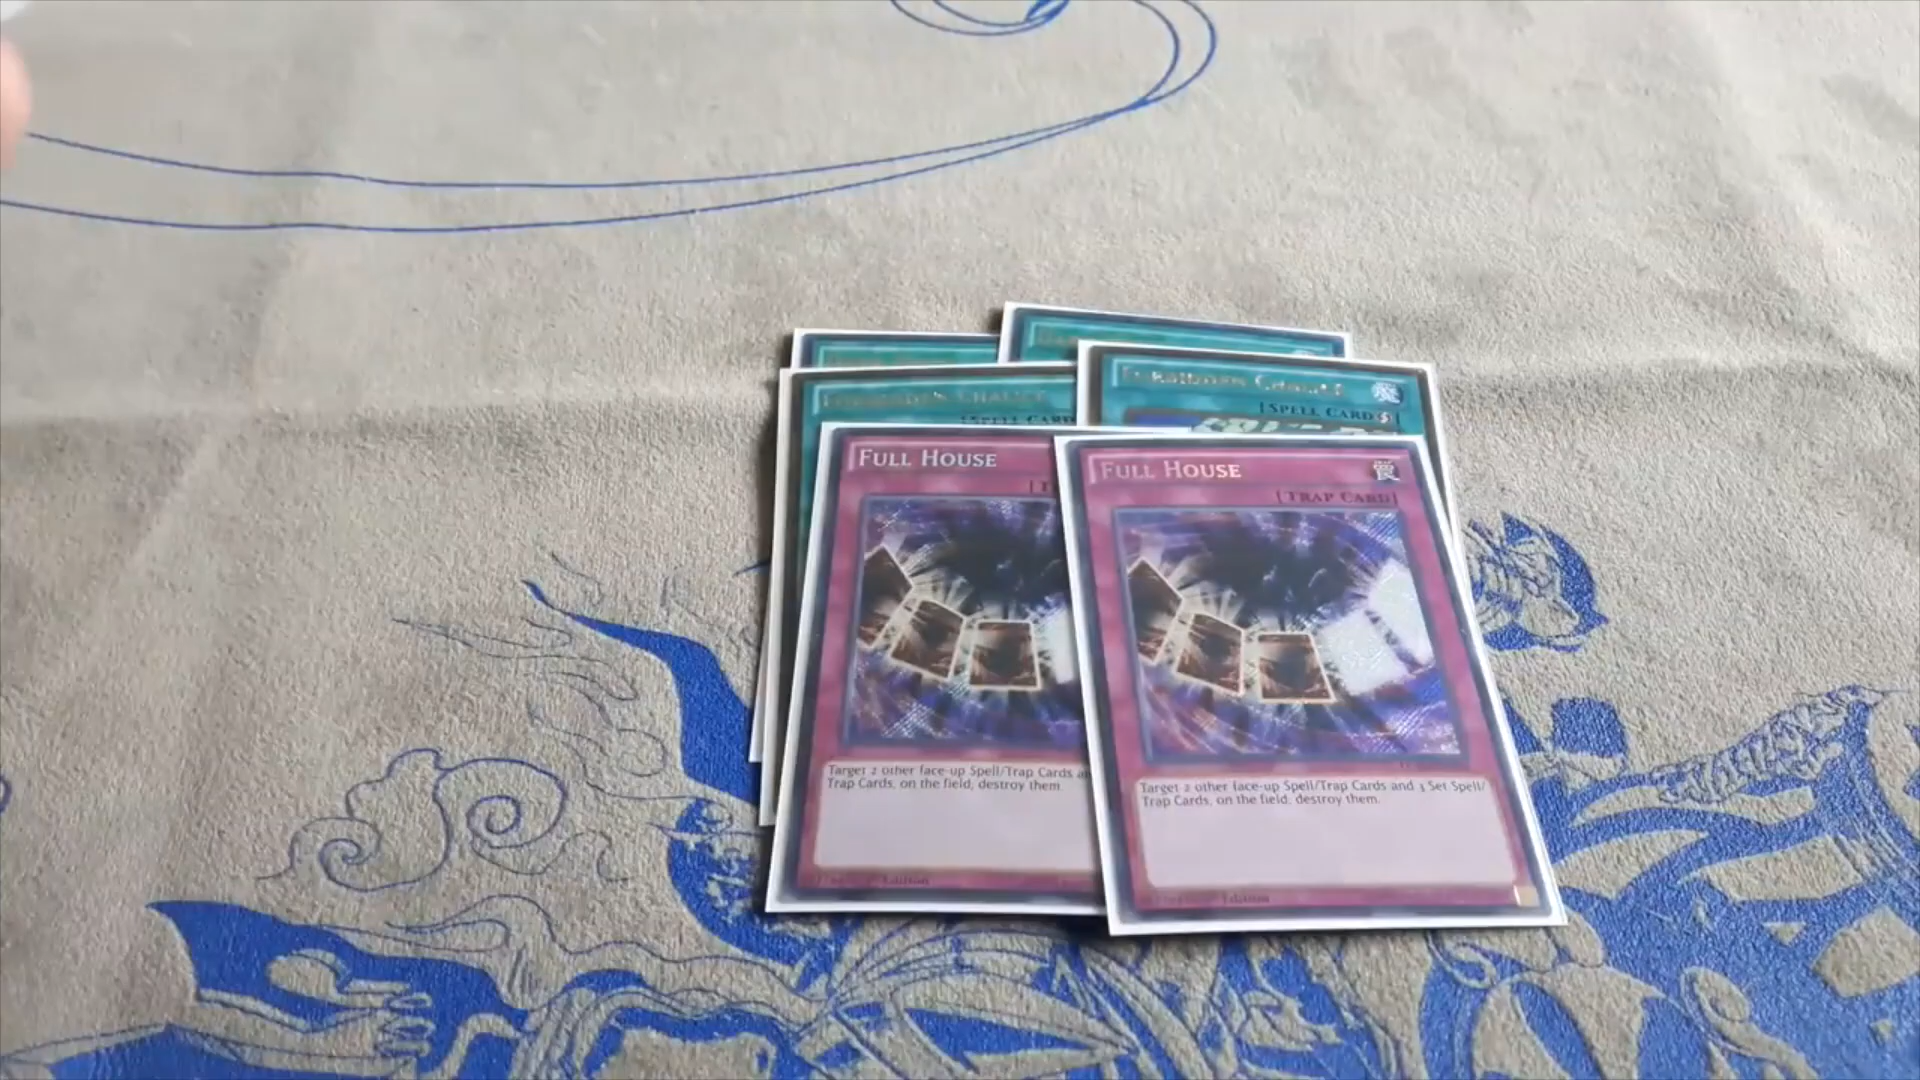 FORBIDDEN CHALICE
[SPELL CARD
FORBIDDEN CHALICE
[SPELL CARD]
FULL HOUSE
FULL HOUSE
[TRAP CARD]
Target 2 other face-up Spell/Trap Cards
Trap Cards, on the field, destroy them.
Edition
Target 2 other face-up Spell/Trap Cards and 3 Set Spell/
Trap Cards, on the field, destroy them.
Edition